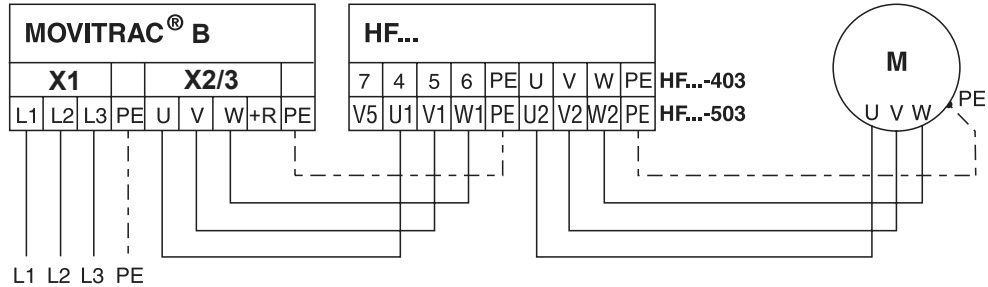 MOVITRAC® B
HF...
M
X1 X2/3
7 4 5 6 PE U V W PE HF...-403
L1 L2 L3 PE U V W +R PE
V5 U1 V1 W1 PE U2 V2 W2 PE HF...-503
U V W PE
L1 L2 L3 PE